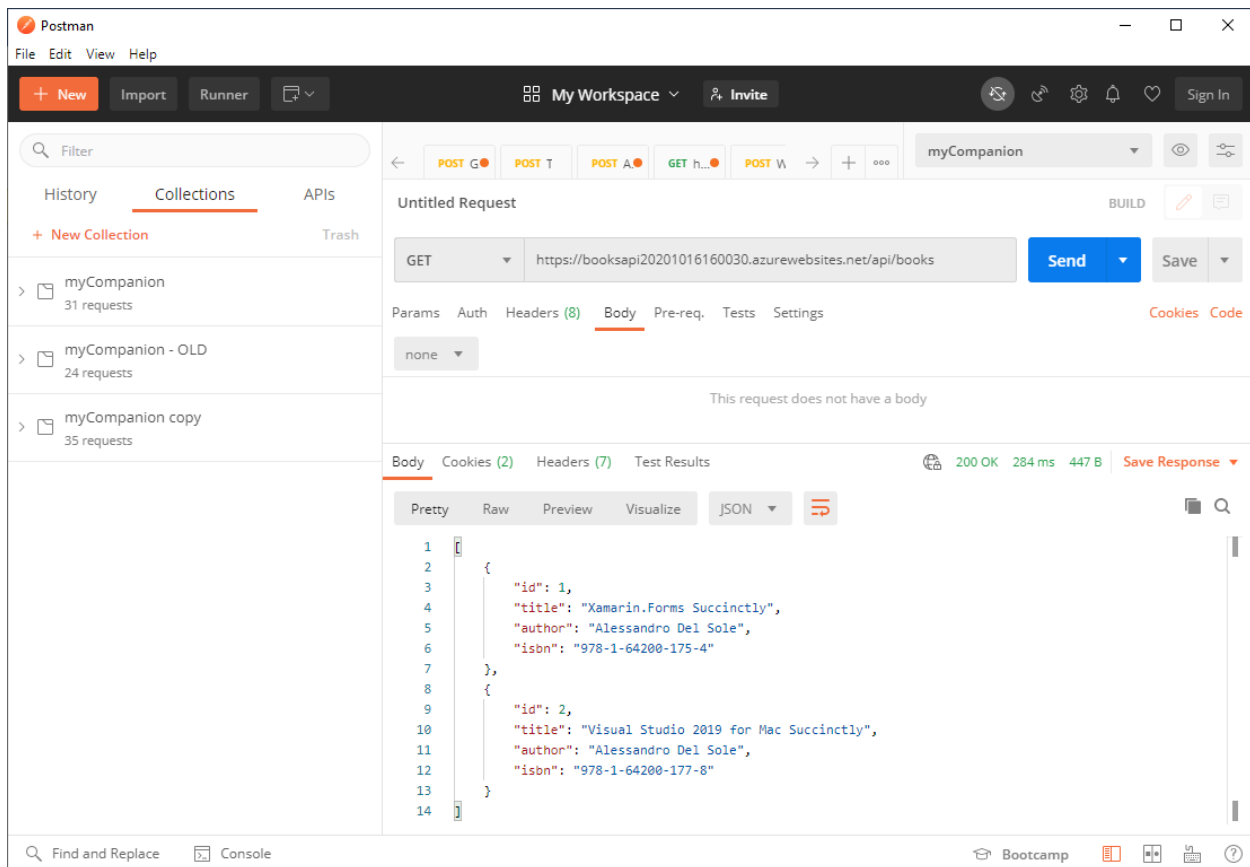 Postman
File Edit View Help
+ New Import Runner My Workspace Invite Sign In
Filter
History Collections APIs
+ New Collection Trash
myCompanion
31 requests
myCompanion - OLD
24 requests
myCompanion copy
35 requests
POST G POST T POST A. GET h... POST W + ooo myCompanion
Untitled Request BUILD
GET https://booksapi20201016160030.azurewebsites.net/api/books Send Save
Params Auth Headers (8) Body Pre-req. Tests Settings Cookies Code
none
This request does not have a body
Body Cookies (2) Headers (7) Test Results 200 OK 284 ms 447 B Save Response
Pretty Raw Preview Visualize JSON
1 [
2 {
3 "id": 1,
4 "title": "Xamarin.Forms Succinctly",
5 "author": "Alessandro Del Sole",
6 "isbn": "978-1-64200-175-4"
7 },
8 {
9 "id": 2,
10 "title": "Visual Studio 2019 for Mac Succinctly",
11 "author": "Alessandro Del Sole",
12 "isbn": "978-1-64200-177-8"
13 }
14 ]
Find and Replace Console Bootcamp